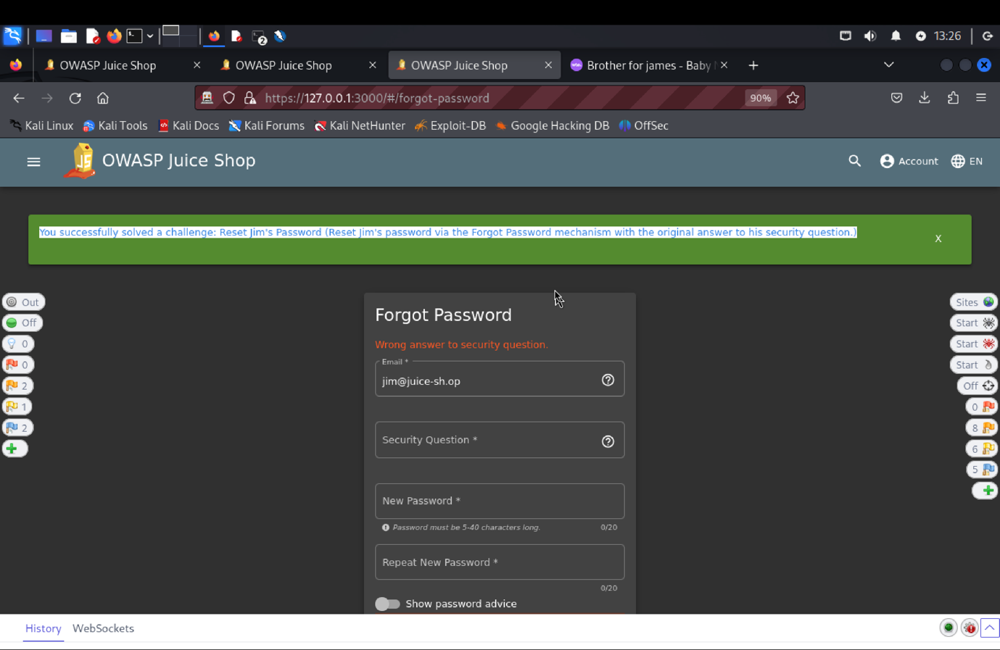 2
13:26
OWASP Juice Shop
OWASP Juice Shop
OWASP Juice Shop
Brother for james - Baby
https://127.0.0.1:3000/#/forgot-password
90%
Kali Linux
Kali Tools
Kali Docs
Kali Forums
Kali NetHunter
Exploit-DB
Google Hacking DB
OffSec
JS
OWASP Juice Shop
Account
EN
You successfully solved a challenge: Reset Jim's Password (Reset Jim's password via the Forgot Password mechanism with the original answer to his security question.)
X
Out
Off
0
0
2
1
2
Forgot Password
Wrong answer to security question.
Email *
jim@juice-sh.op
Security Question *
New Password *
Password must be 5-40 characters long.
0/20
Repeat New Password *
0/20
Show password advice
Sites
Start
Start
Start
Off
0
8
6
5
History
WebSockets